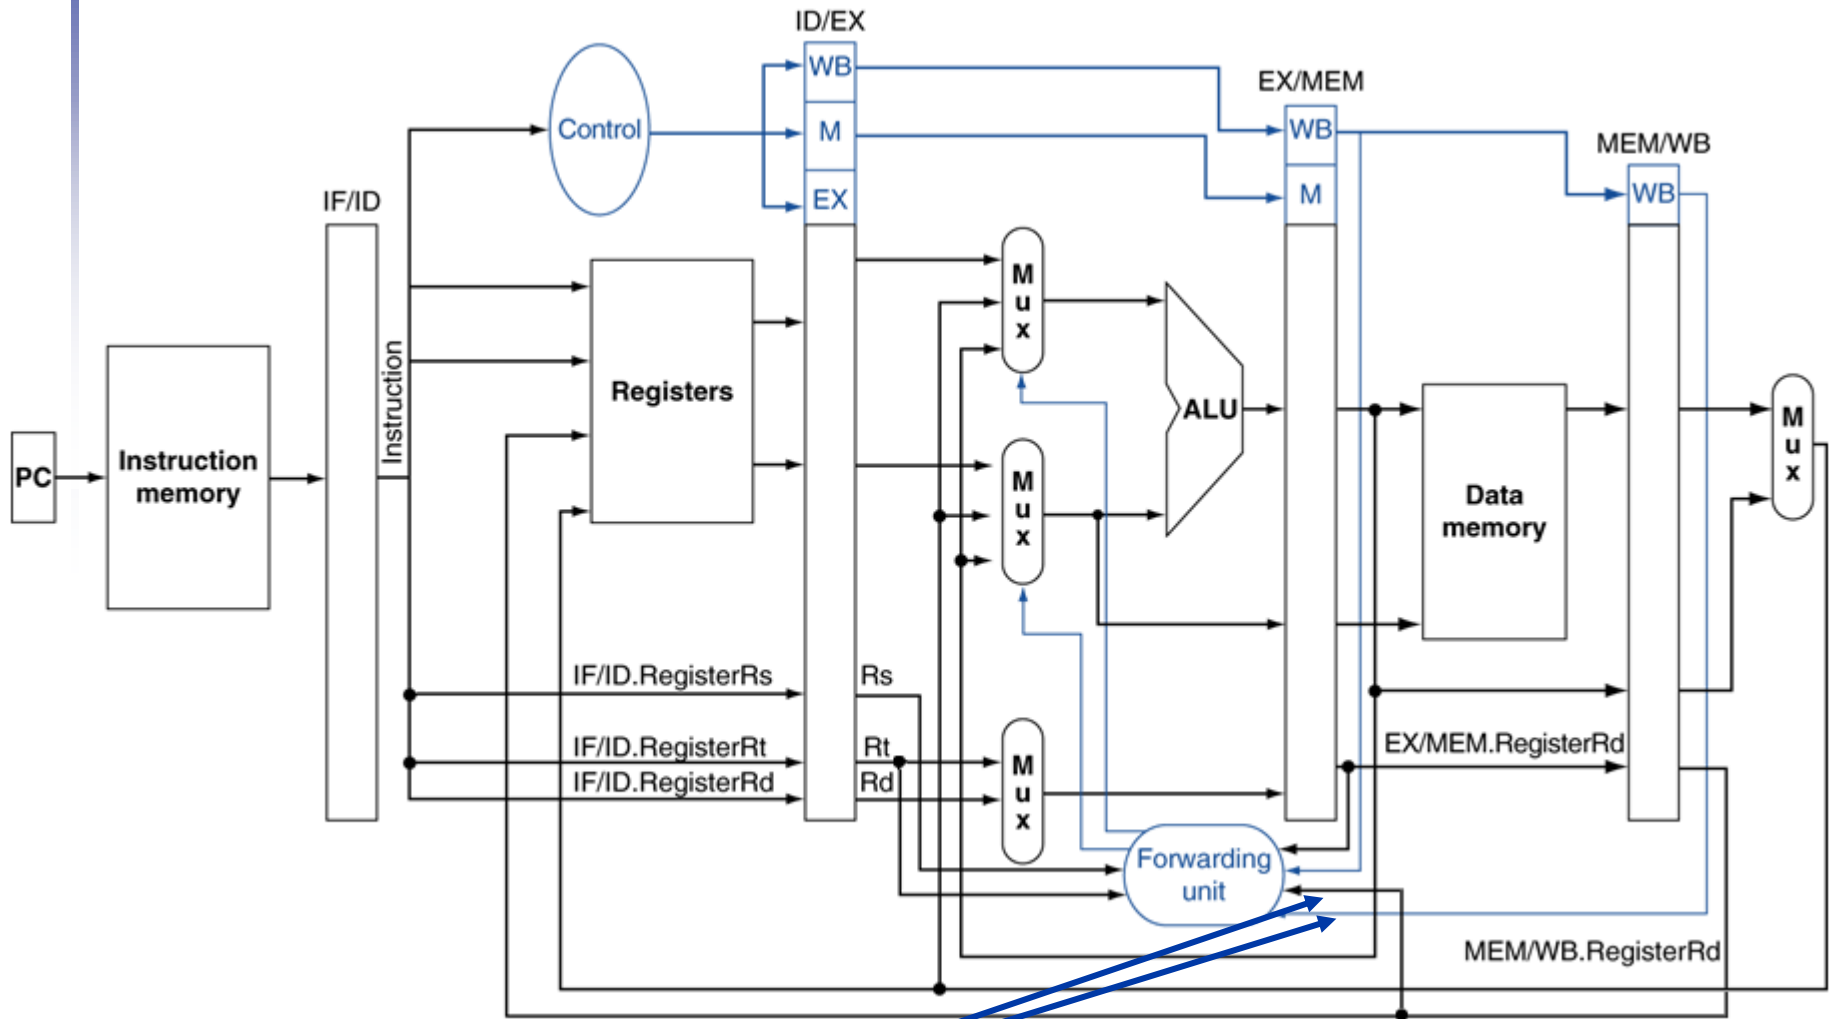 ID/EX
WB
EX/MEM
Control
M
WB
MEM/WB
IF/ID
EX
M
WB
M
u
x
Instruction
Registers
ALU
M
u
x
PC
Instruction
memory
M
u
x
Data
memory
IF/ID.RegisterRs
Rs
IF/ID.RegisterRt
Rt
EX/MEM.RegisterRd
IF/ID.RegisterRd
Rd
M
u
x
Forwarding
unit
MEM/WB.RegisterRd